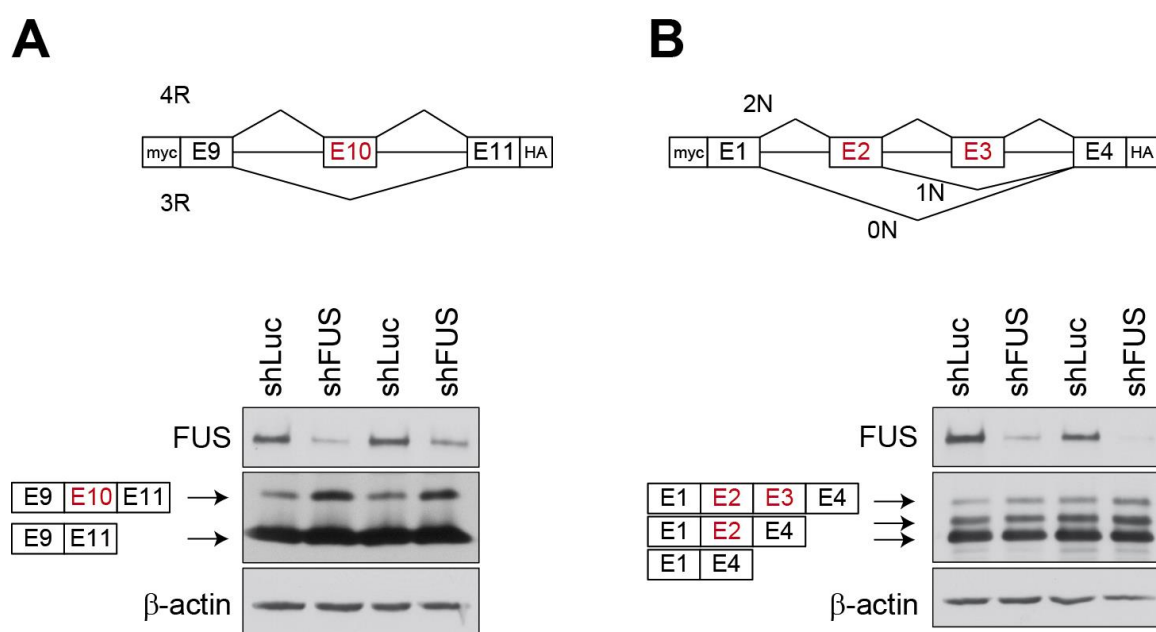 A
4R
myc E9 E10 E11 HA
3R
shLuc shFUS shLuc shFUS
FUS
E9 E10 E11
E9 E11
β-actin
B
2N
myc E1 E2 E3 E4 HA
1N
0N
shLuc shFUS shLuc shFUS
FUS
E1 E2 E3 E4
E1 E2 E4
E1 E4
β-actin